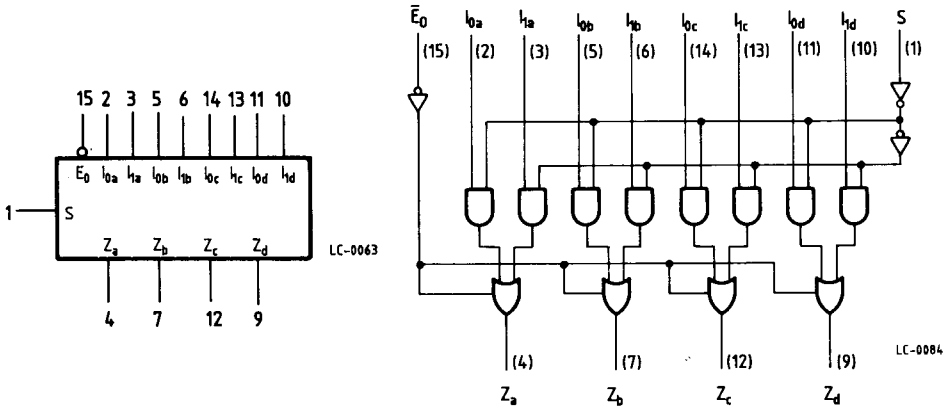 15 2 3 5 6 14 13 11 10
E₀ I₀ₐ I₁ₐ I₀b I₁b I₀c I₁c I₀d I₁d
1 S
Zₐ Zb Zc Zd
LC-0063
4 7 12 9
E̅₀ I₀ₐ I₁ₐ I₀b I₁b I₀c I₁c I₀d I₁d S
(15) (2) (3) (5) (6) (14) (13) (11) (10) (1)
LC-0084
(4) (7) (12) (9)
Zₐ Zb Zc Zd